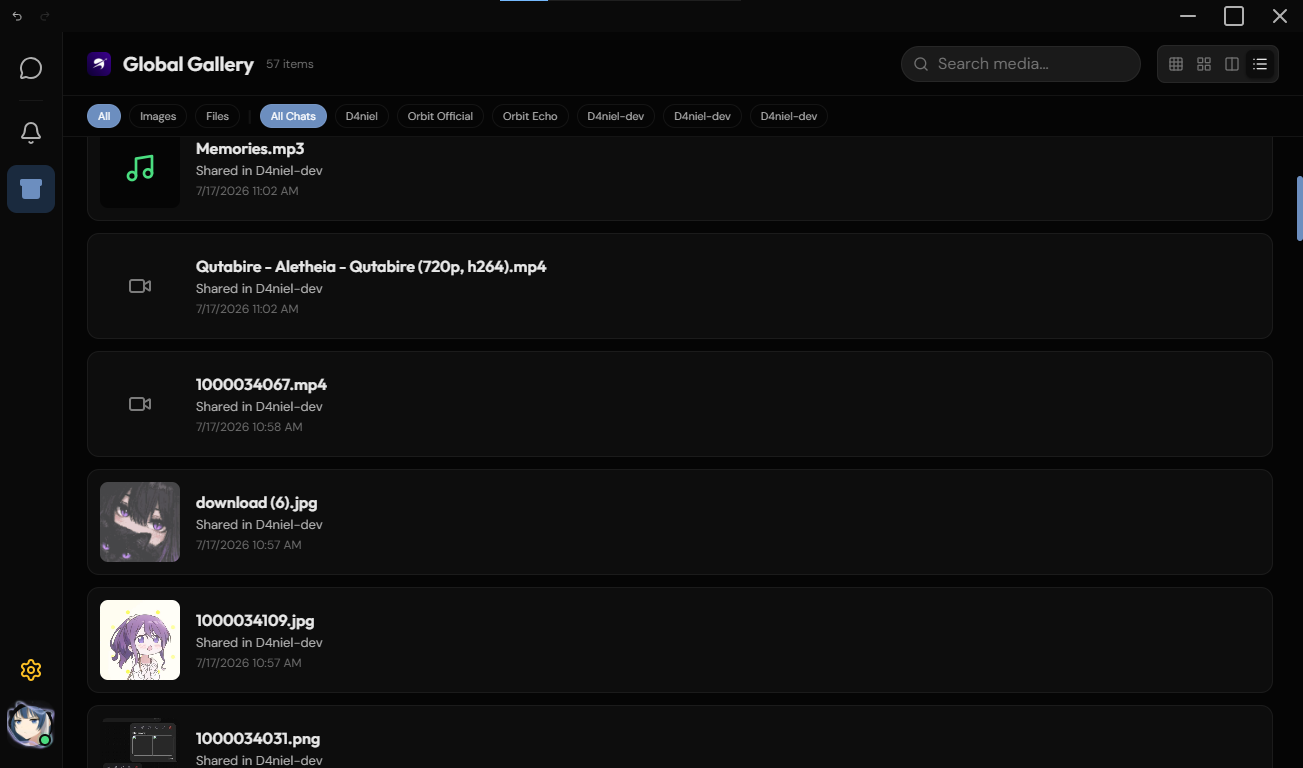 Global Gallery 57 items
Search media...
All Images Files All Chats D4niel Orbit Official Orbit Echo D4niel-dev D4niel-dev D4niel-dev
Memories.mp3
Shared in D4niel-dev
7/17/2026 11:02 AM
Qutabire - Aletheia - Qutabire (720p, h264).mp4
Shared in D4niel-dev
7/17/2026 11:02 AM
1000034067.mp4
Shared in D4niel-dev
7/17/2026 10:58 AM
download (6).jpg
Shared in D4niel-dev
7/17/2026 10:57 AM
1000034109.jpg
Shared in D4niel-dev
7/17/2026 10:57 AM
1000034031.png
Shared in D4niel-dev